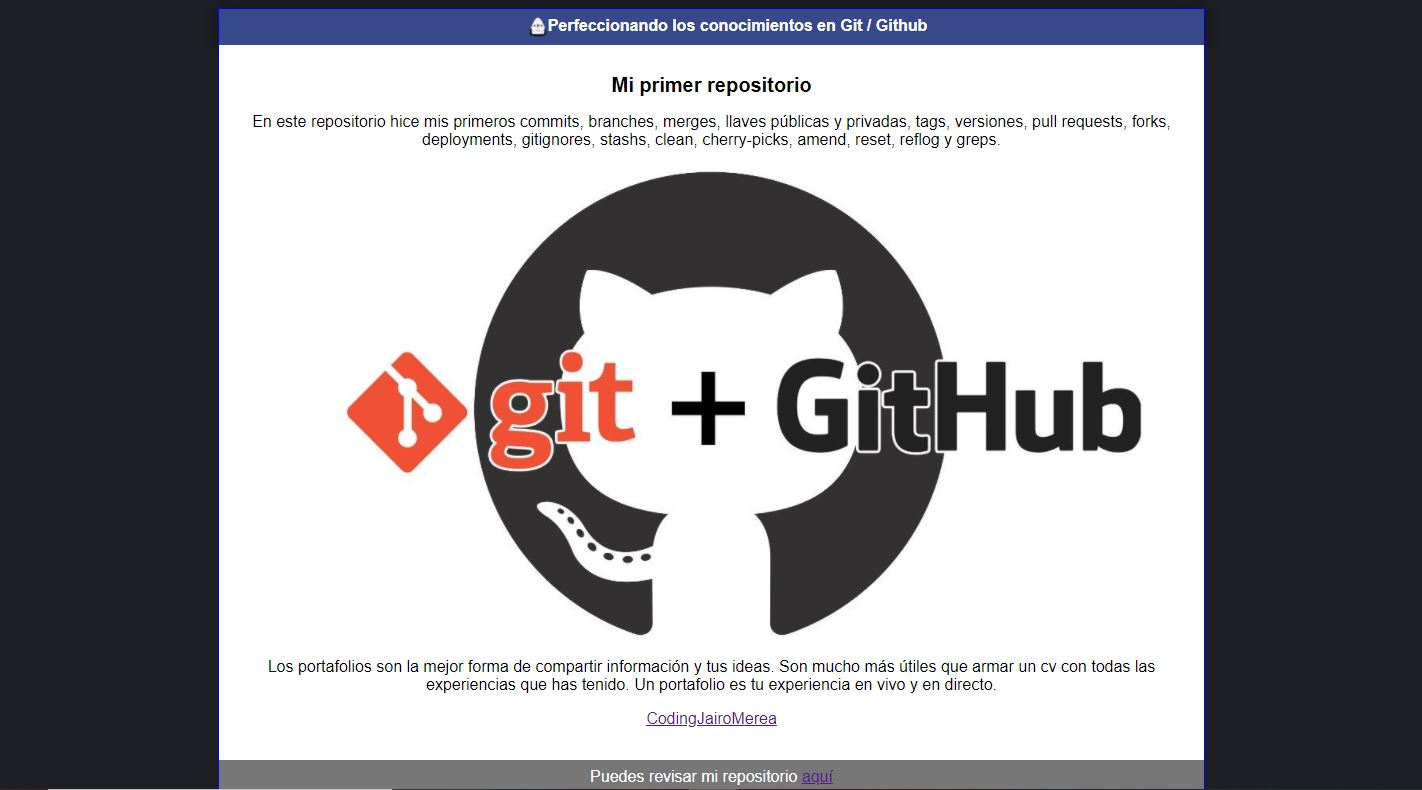 Perfeccionando los conocimientos en Git / Github
Mi primer repositorio
En este repositorio hice mis primeros commits, branches, merges, llaves públicas y privadas, tags, versiones, pull requests, forks,
deployments, gitignores, stashs, clean, cherry-picks, amend, reset, reflog y greps.
git + GitHub
Los portafolios son la mejor forma de compartir información y tus ideas. Son mucho más útiles que armar un cv con todas las
experiencias que has tenido. Un portafolio es tu experiencia en vivo y en directo.
CodingJairoMerea
Puedes revisar mi repositorio aquí